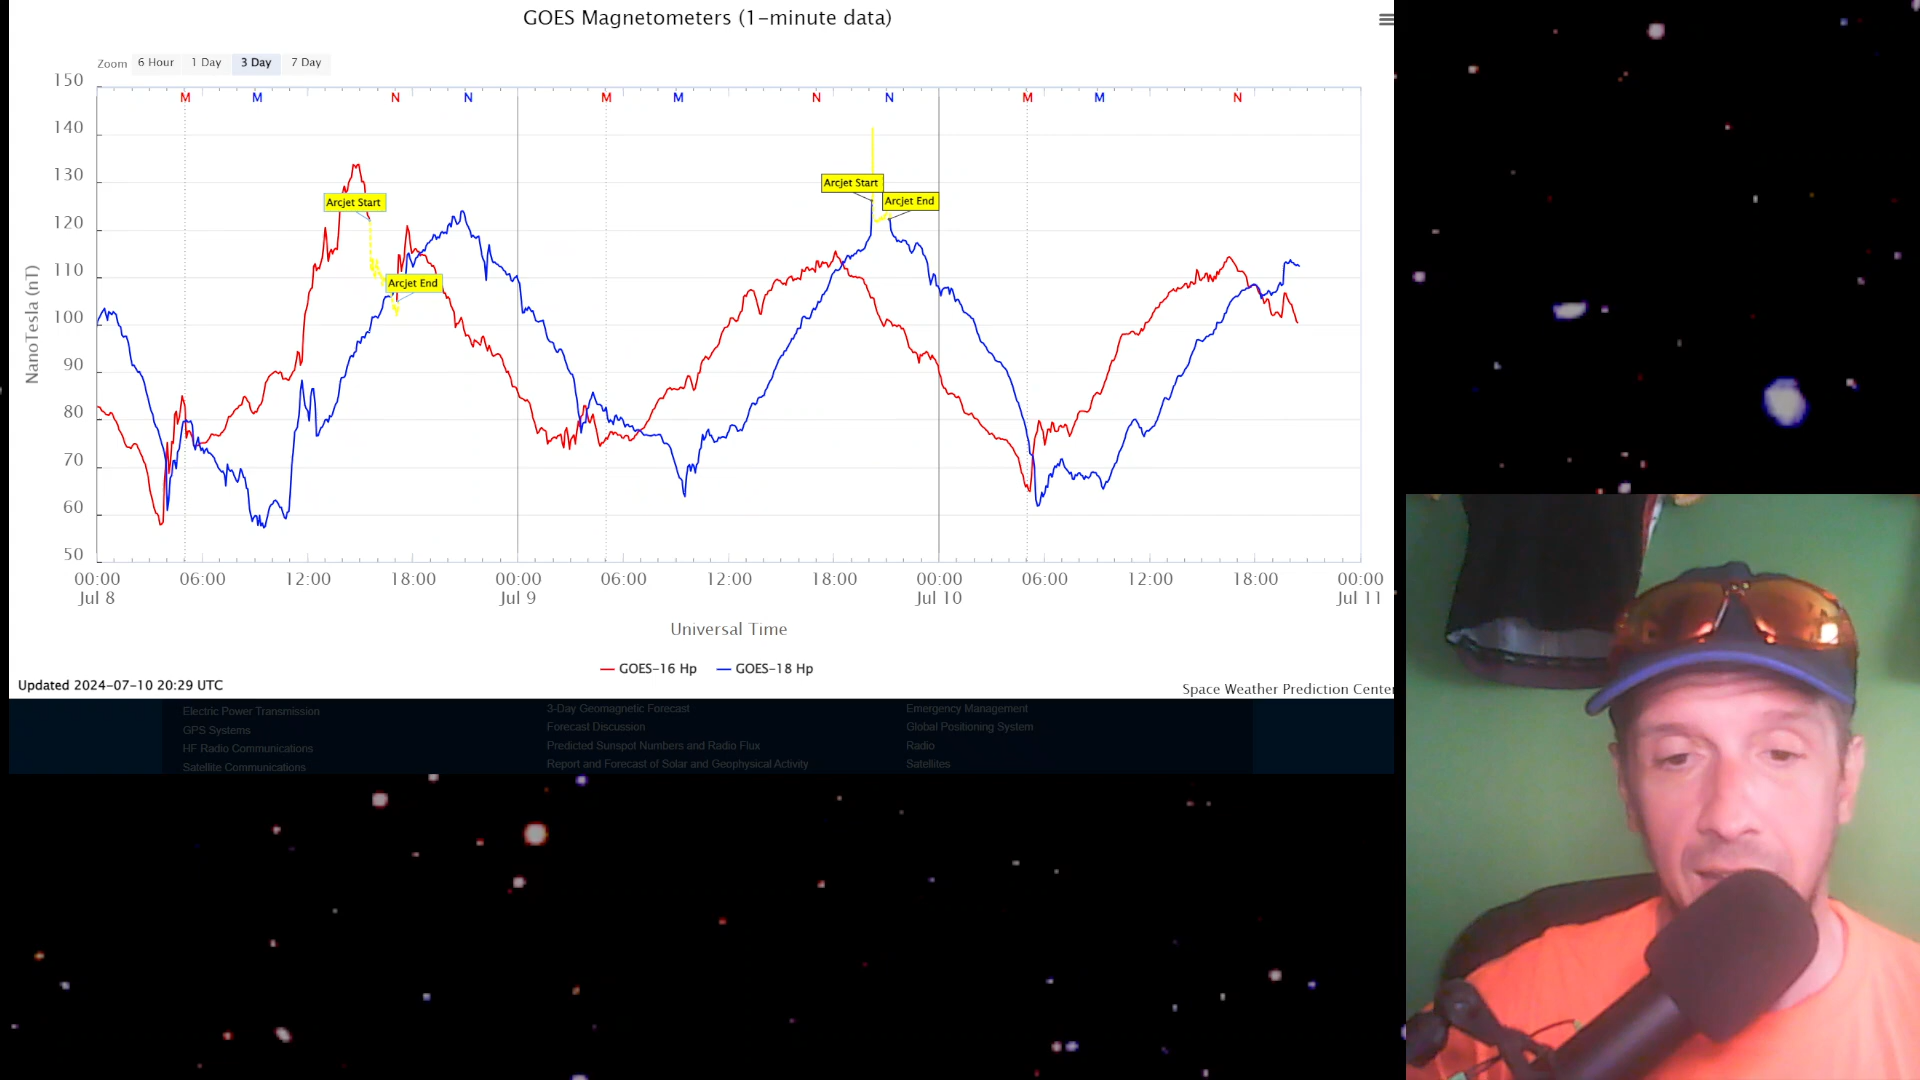 GOES Magnetometers (1-minute data)
Zoom 6 Hour 1 Day 3 Day 7 Day
150
M M N N M M N N M M N
140
130
120
110
100
90
80
70
60
50
NanoTesla (nT)
Arcjet Start
Arcjet End
Arcjet Start
Arcjet End
00:00 06:00 12:00 18:00 00:00 06:00 12:00 18:00 00:00 06:00 12:00 18:00 00:00
Jul 8 Jul 9 Jul 10 Jul 11
Universal Time
GOES-16 Hp GOES-18 Hp
Updated 2024-07-10 20:29 UTC
Space Weather Prediction Center
Electric Power Transmission
GPS Systems
HF Radio Communications
Satellite Communications
3-Day Geomagnetic Forecast
Forecast Discussion
Predicted Sunspot Numbers and Radio Flux
Report and Forecast of Solar and Geophysical Activity
Emergency Management
Global Positioning System
Radio
Satellites